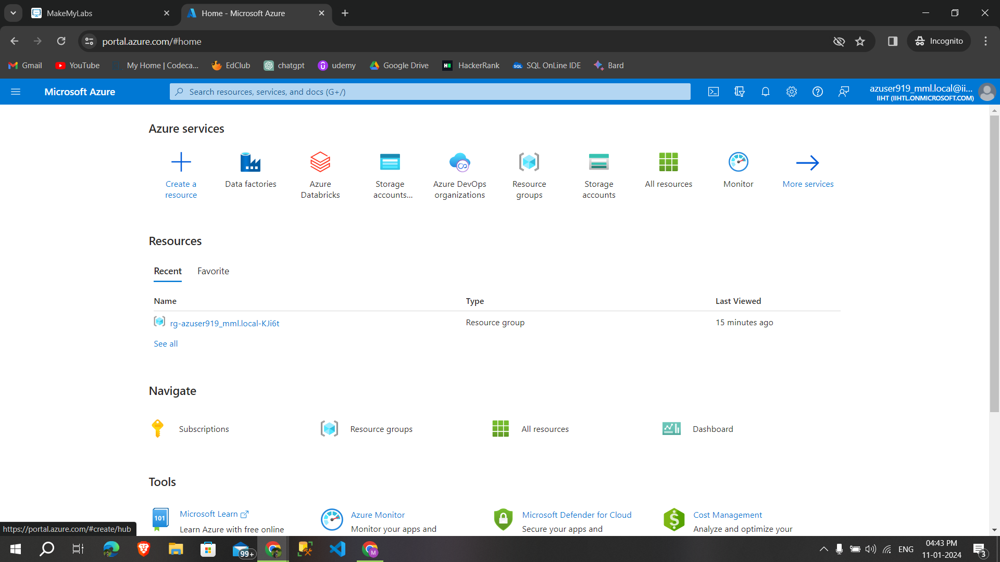 MakeMyLabs
Home - Microsoft Azure
portal.azure.com/#home
Incognito
Gmail
YouTube
My Home | Codeca...
EdClub
chatgpt
udemy
Google Drive
HackerRank
SQL OnLine IDE
Bard
Microsoft Azure
Search resources, services, and docs (G+/)
azuser919_mml.local@ii...
IIHT (IIHTL.ONMICROSOFT.COM)
Azure services
Create a
resource
Data factories
Azure
Databricks
Storage
accounts...
Azure DevOps
organizations
Resource
groups
Storage
accounts
All resources
Monitor
More services
Resources
Recent
Favorite
Name
Type
Last Viewed
rg-azuser919_mml.local-KJi6t
Resource group
15 minutes ago
See all
Navigate
Subscriptions
Resource groups
All resources
Dashboard
Tools
101
Microsoft Learn
Learn Azure with free online
Azure Monitor
Monitor your apps and
Microsoft Defender for Cloud
Secure your apps and
Cost Management
Analyze and optimize your
https://portal.azure.com/#create/hub
99+
M
ENG
04:43 PM
11-01-2024
3